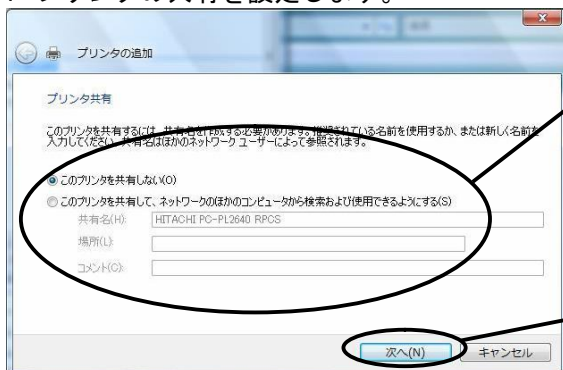 の共有を設定します。
プリンタの追加
プリンタ共有
このプリンタを共有するには、共有名を作成する必要があります。推奨されている名前を使用するか、または新しく名前を
入力してください。共有名はほかのネットワーク ユーザーによって参照されます。
このプリンタを共有しない(O)
このプリンタを共有して、ネットワークのほかのコンピュータから検索および使用できるようにする(S)
共有名(H): HITACHI PC-PL2640 RPCS
場所(L):
コメント(C):
次へ(N) キャンセル